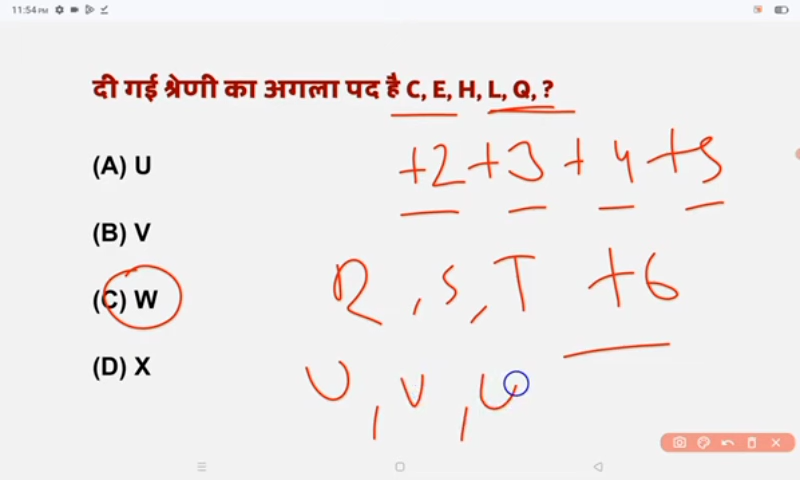 11:54 PM
दी गई श्रेणी का अगला पद है C, E, H, L, Q, ?
(A) U
+2 +3 +4 +5
(B) V
(C) W
R, S, T +6
(D) X
U, V,